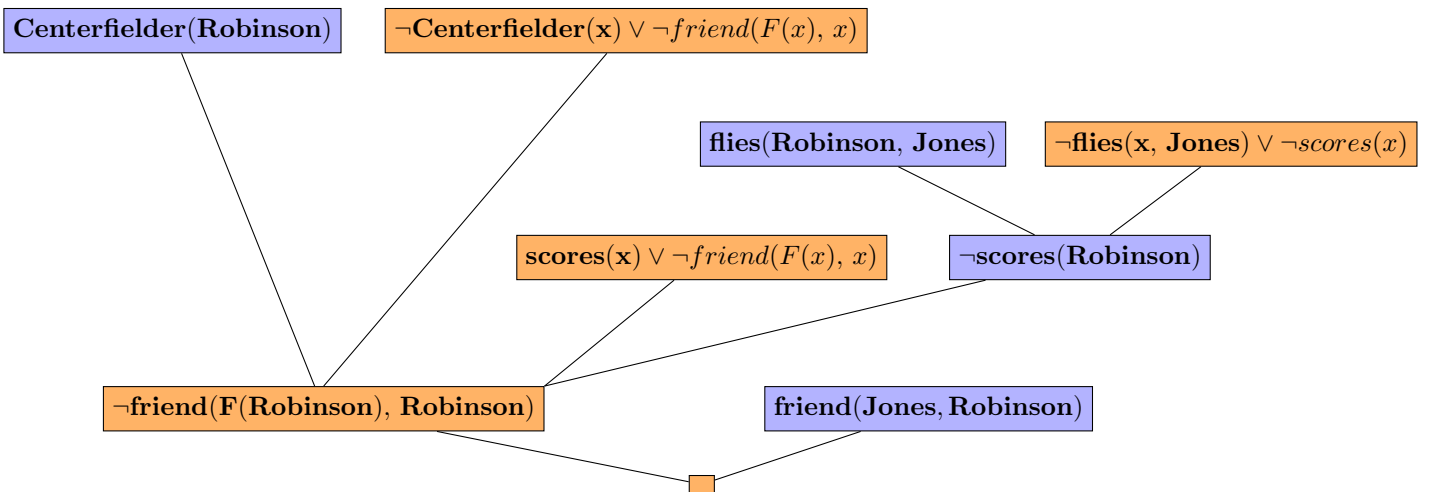 Centerfielder(Robinson)
¬Centerfielder(x) ∨ ¬friend(F(x), x)
flies(Robinson, Jones)
¬flies(x, Jones) ∨ ¬scores(x)
scores(x) ∨ ¬friend(F(x), x)
¬scores(Robinson)
¬friend(F(Robinson), Robinson)
friend(Jones, Robinson)